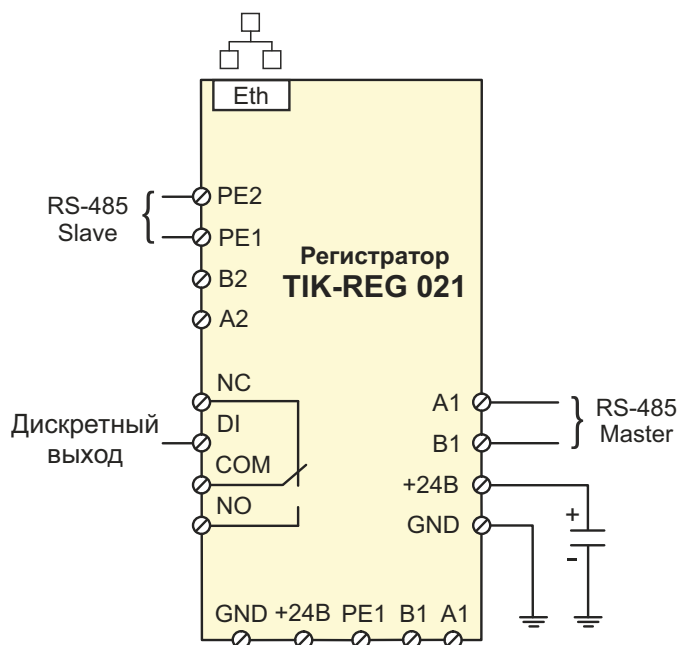 Eth
RS-485
Slave
PE2
PE1
B2
A2
Регистратор
TIK-REG 021
NC
DI
COM
NO
Дискретный
выход
A1
B1
+24В
GND
RS-485
Master
+
-
GND +24В PE1 B1 A1